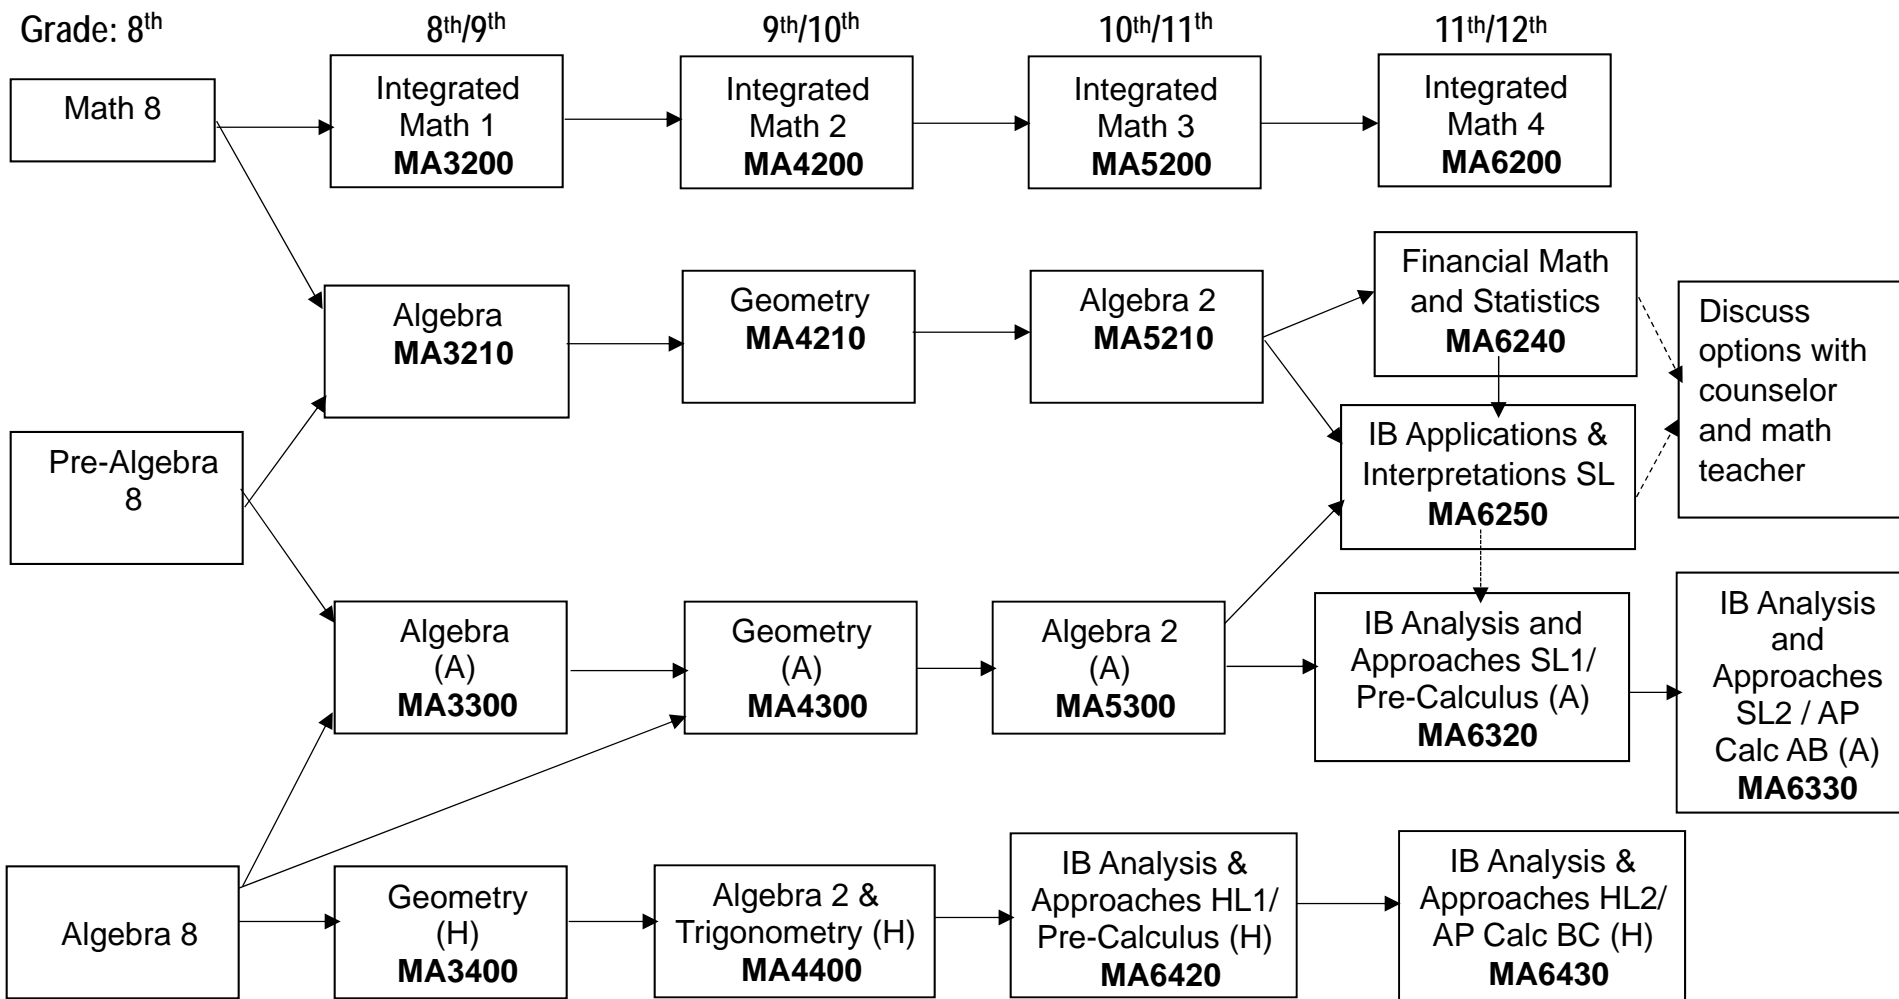 Grade: 8th
8th/9th
9th/10th
10th/11th
11th/12th
Math 8
Integrated
Math 1
MA3200
Integrated
Math 2
MA4200
Integrated
Math 3
MA5200
Integrated
Math 4
MA6200
Algebra
MA3210
Geometry
MA4210
Algebra 2
MA5210
Financial Math
and Statistics
MA6240
Discuss
options with
counselor
and math
teacher
Pre-Algebra
8
IB Applications &
Interpretations SL
MA6250
Algebra
(A)
MA3300
Geometry
(A)
MA4300
Algebra 2
(A)
MA5300
IB Analysis and
Approaches SL1/
Pre-Calculus (A)
MA6320
IB Analysis
and
Approaches
SL2 / AP
Calc AB (A)
MA6330
Algebra 8
Geometry
(H)
MA3400
Algebra 2 &
Trigonometry (H)
MA4400
IB Analysis &
Approaches HL1/
Pre-Calculus (H)
MA6420
IB Analysis &
Approaches HL2/
AP Calc BC (H)
MA6430